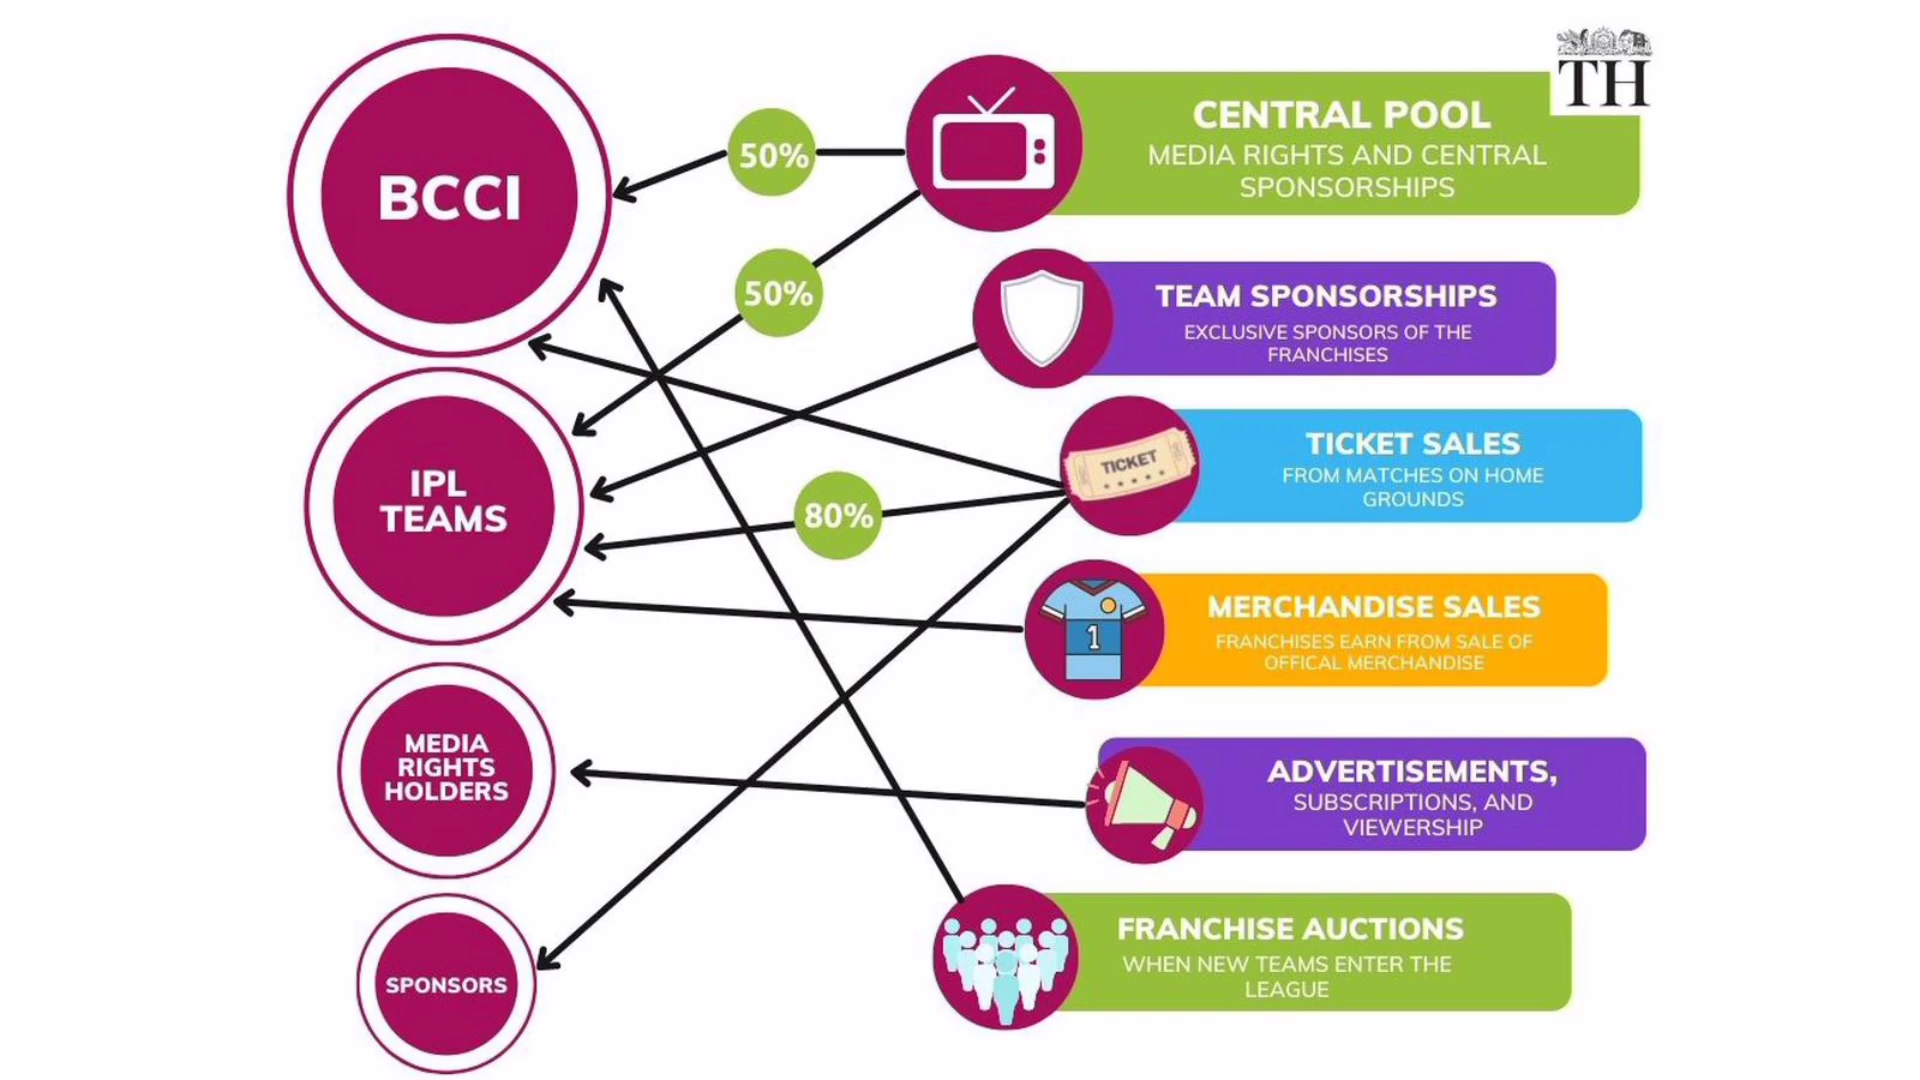 BCCI
50%
CENTRAL POOL
MEDIA RIGHTS AND CENTRAL
SPONSORSHIPS
TH
50%
TEAM SPONSORSHIPS
EXCLUSIVE SPONSORS OF THE
FRANCHISES
IPL
TEAMS
80%
TICKET
TICKET SALES
FROM MATCHES ON HOME
GROUNDS
1
MERCHANDISE SALES
FRANCHISES EARN FROM SALE OF
OFFICAL MERCHANDISE
MEDIA
RIGHTS
HOLDERS
ADVERTISEMENTS,
SUBSCRIPTIONS, AND
VIEWERSHIP
SPONSORS
FRANCHISE AUCTIONS
WHEN NEW TEAMS ENTER THE
LEAGUE